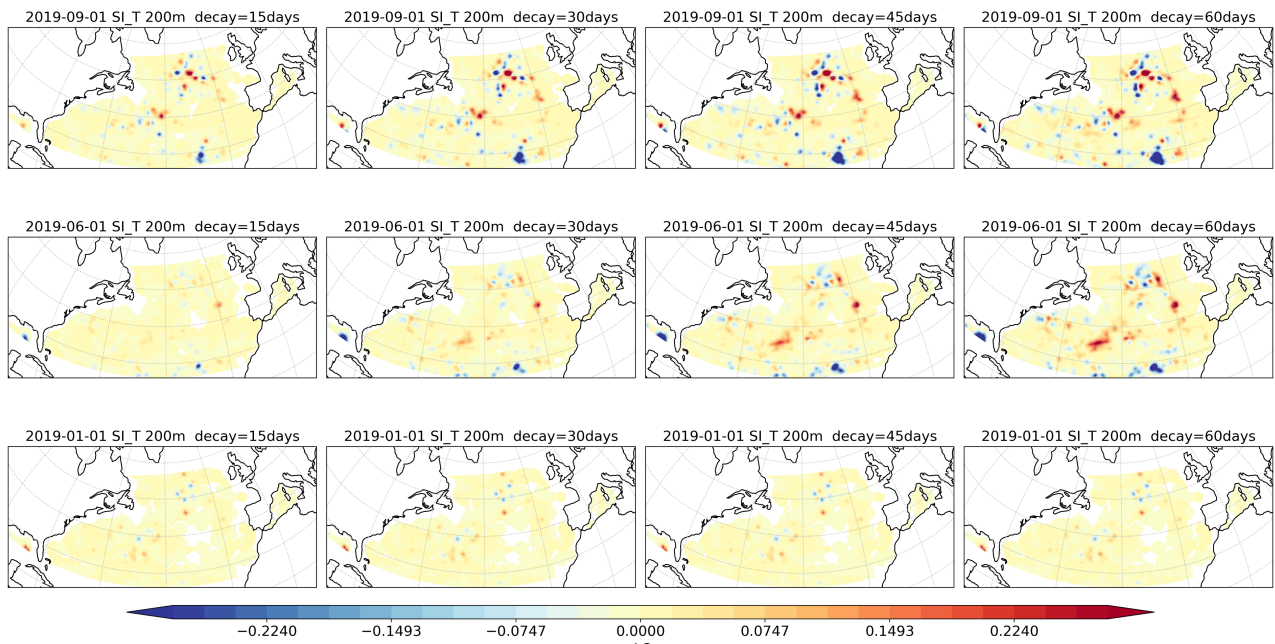 2019-09-01 SI_T 200m decay=15days
2019-09-01 SI_T 200m decay=30days
2019-09-01 SI_T 200m decay=45days
2019-09-01 SI_T 200m decay=60days
2019-06-01 SI_T 200m decay=15days
2019-06-01 SI_T 200m decay=30days
2019-06-01 SI_T 200m decay=45days
2019-06-01 SI_T 200m decay=60days
2019-01-01 SI_T 200m decay=15days
2019-01-01 SI_T 200m decay=30days
2019-01-01 SI_T 200m decay=45days
2019-01-01 SI_T 200m decay=60days
−0.2240 −0.1493 −0.0747 0.0000 0.0747 0.1493 0.2240